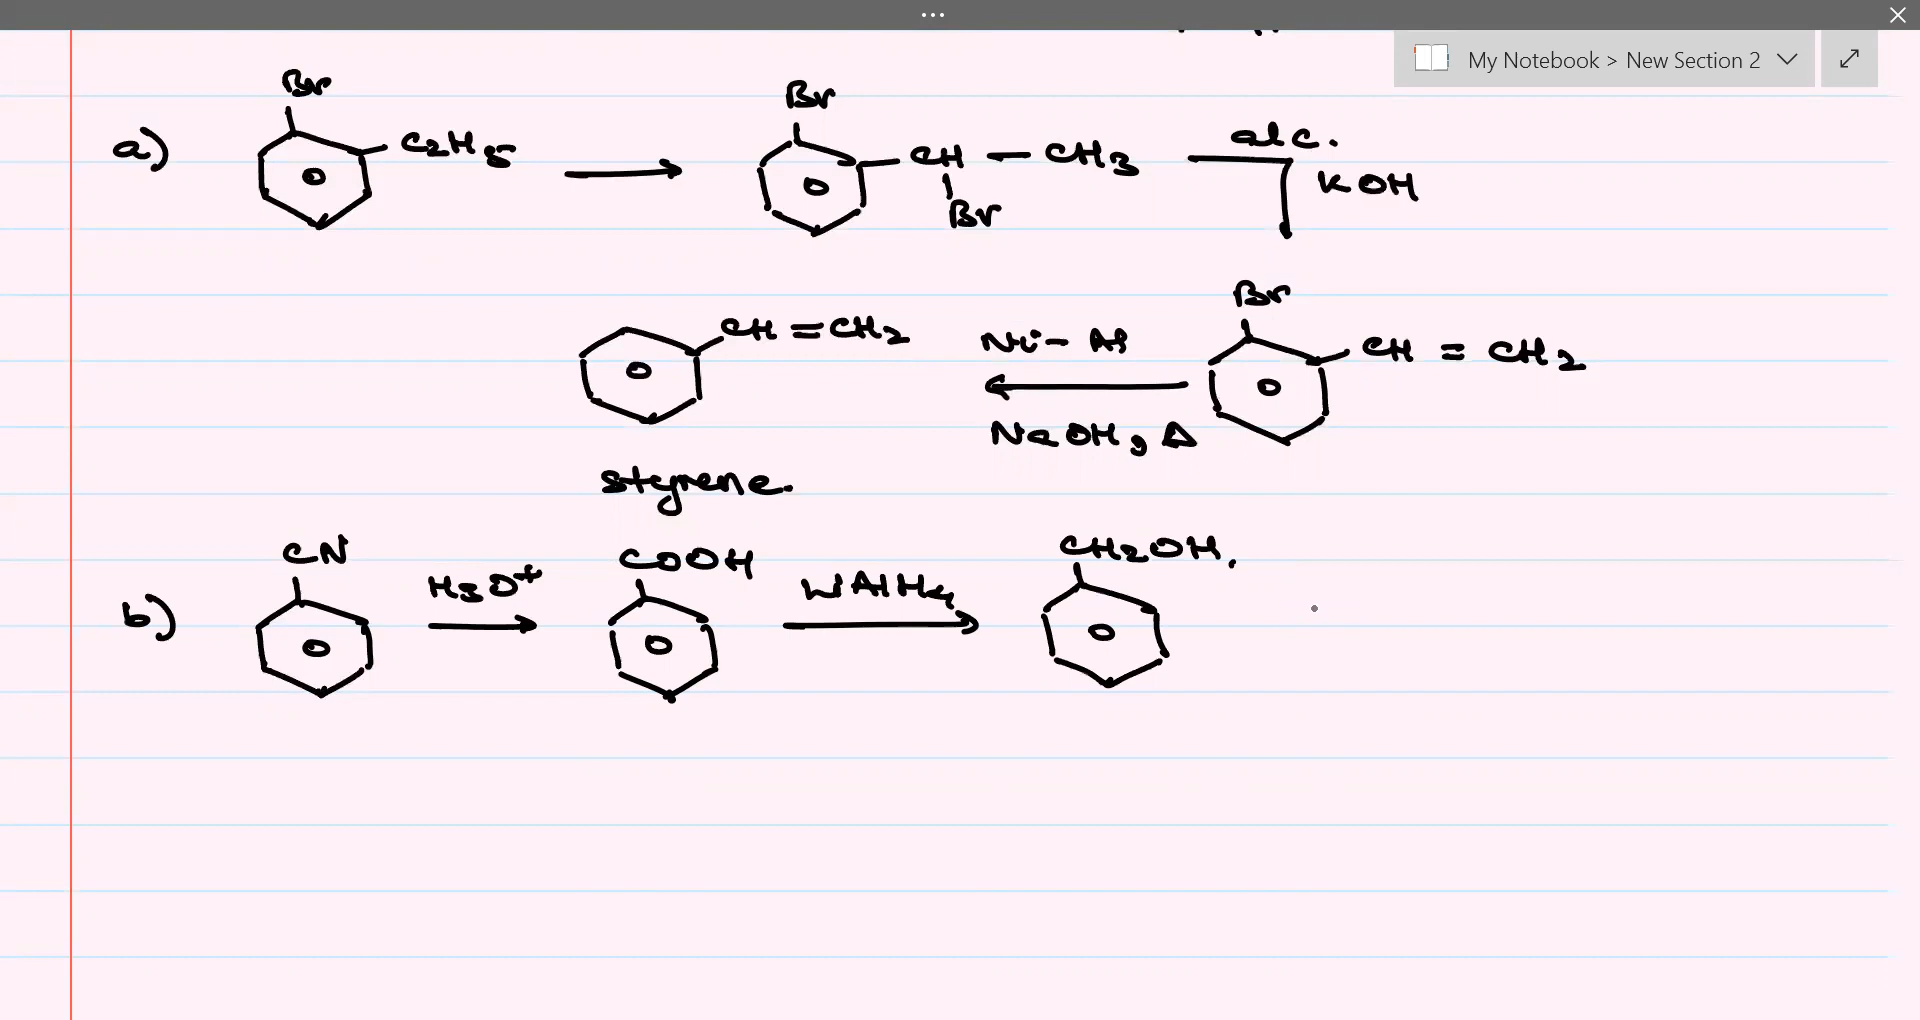 My Notebook > New Section 2
a) Br C2H5 Br CH — CH3 Br alc. KOH
CH = CH2 Ni - Al NaOH, Δ Br CH = CH2
styrene.
b) CN H3O+ COOH LiAlH4 CH2OH.